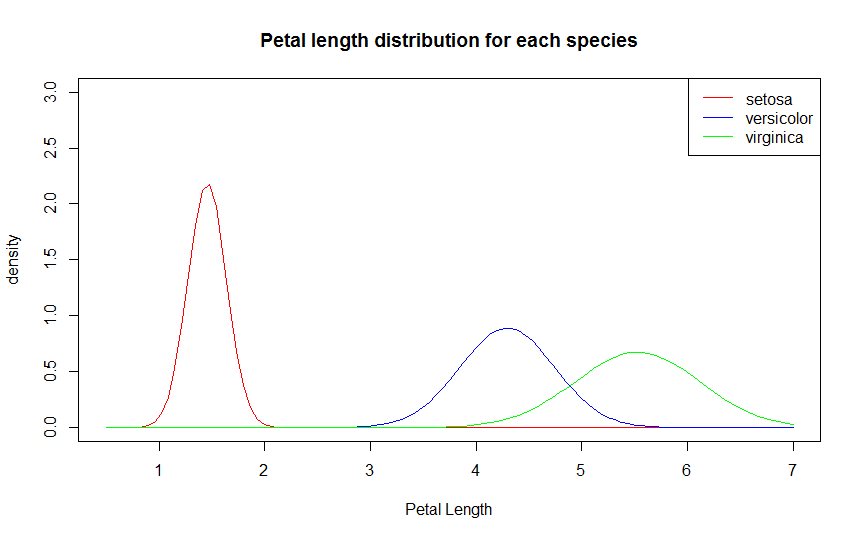 Petal length distribution for each species
setosa
versicolor
virginica
density
3.0
2.5
2.0
1.5
1.0
0.5
0.0
1 2 3 4 5 6 7
Petal Length